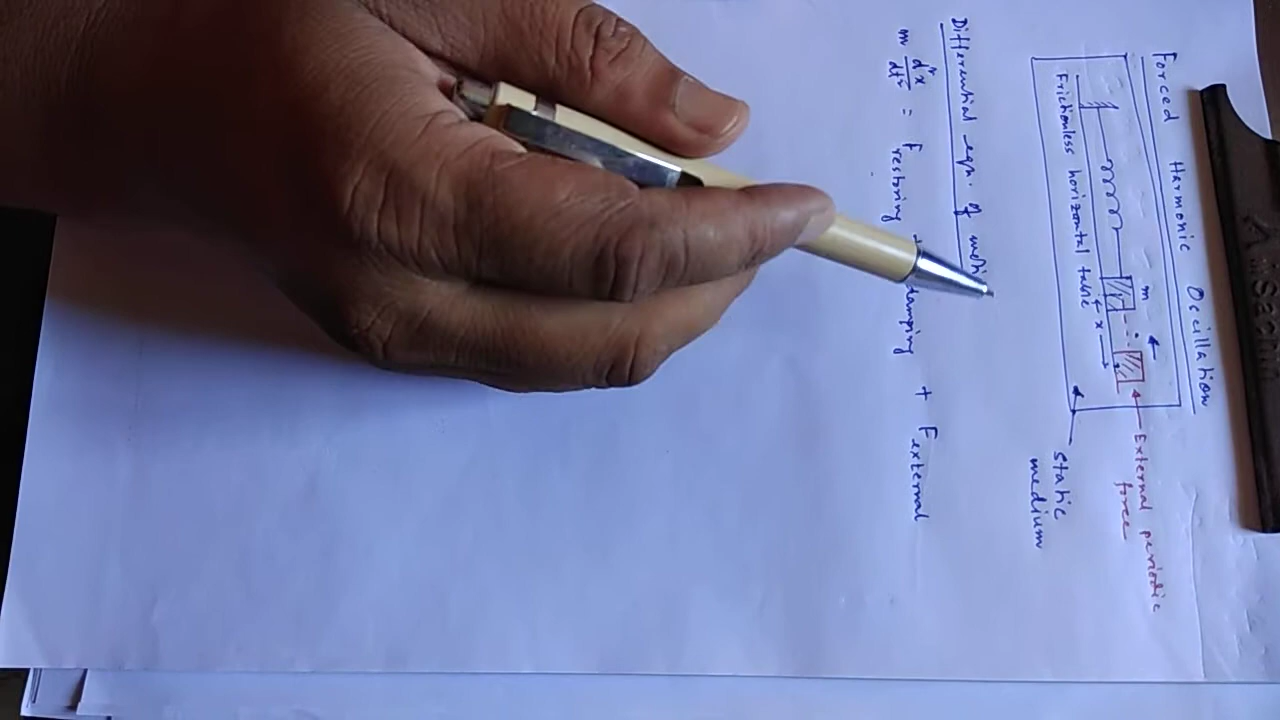 Forced Harmonic Oscillation
m
External periodic
force
x
Frictionless horizontal table
static
medium
Differential eqn. of
m d²x/dt² = F restoring + damping + F external